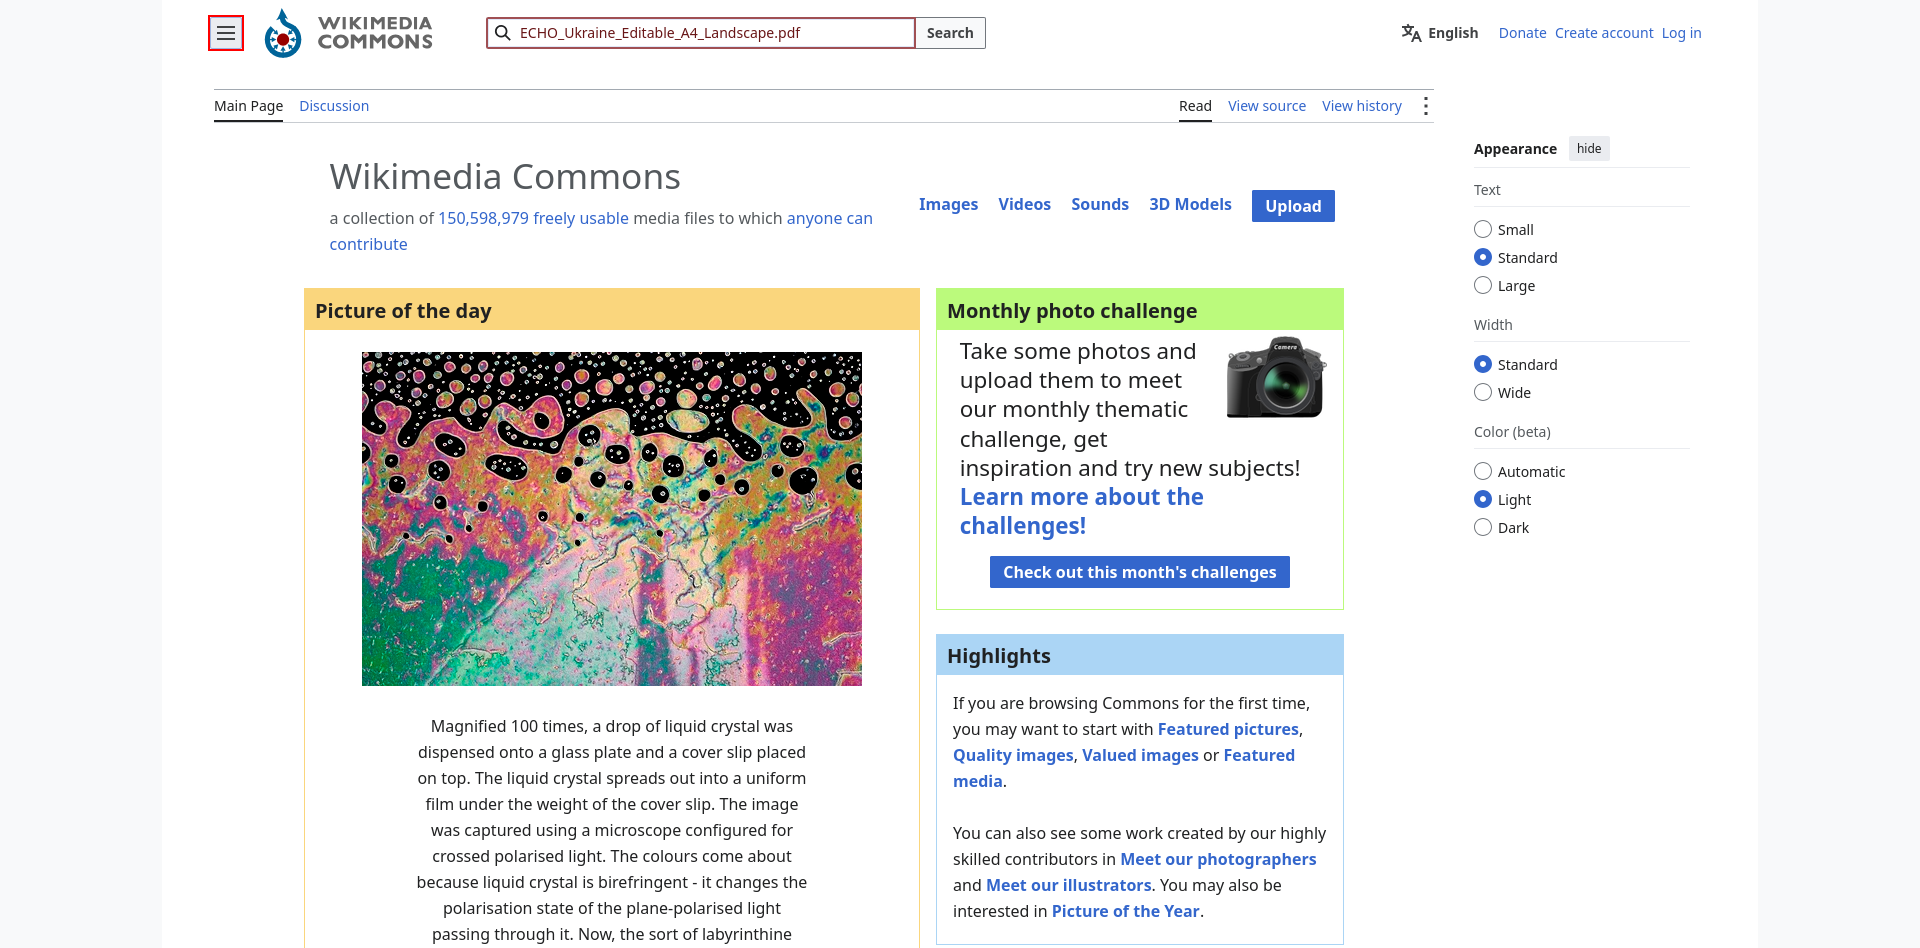 WIKIMEDIA
COMMONS
ECHO_Ukraine_Editable_A4_Landscape.pdf
Search
English
Donate
Create account
Log in
Main Page
Discussion
Read
View source
View history
Wikimedia Commons
a collection of 150,598,979 freely usable media files to which anyone can
contribute
Images
Videos
Sounds
3D Models
Upload
Picture of the day
Magnified 100 times, a drop of liquid crystal was
dispensed onto a glass plate and a cover slip placed
on top. The liquid crystal spreads out into a uniform
film under the weight of the cover slip. The image
was captured using a microscope configured for
crossed polarised light. The colours come about
because liquid crystal is birefringent - it changes the
polarisation state of the plane-polarised light
passing through it. Now, the sort of labyrinthine
Monthly photo challenge
Take some photos and
upload them to meet
our monthly thematic
challenge, get
inspiration and try new subjects!
Learn more about the
challenges!
Camera
Check out this month's challenges
Highlights
If you are browsing Commons for the first time,
you may want to start with Featured pictures,
Quality images, Valued images or Featured
media.
You can also see some work created by our highly
skilled contributors in Meet our photographers
and Meet our illustrators. You may also be
interested in Picture of the Year.
Appearance
hide
Text
Small
Standard
Large
Width
Standard
Wide
Color (beta)
Automatic
Light
Dark